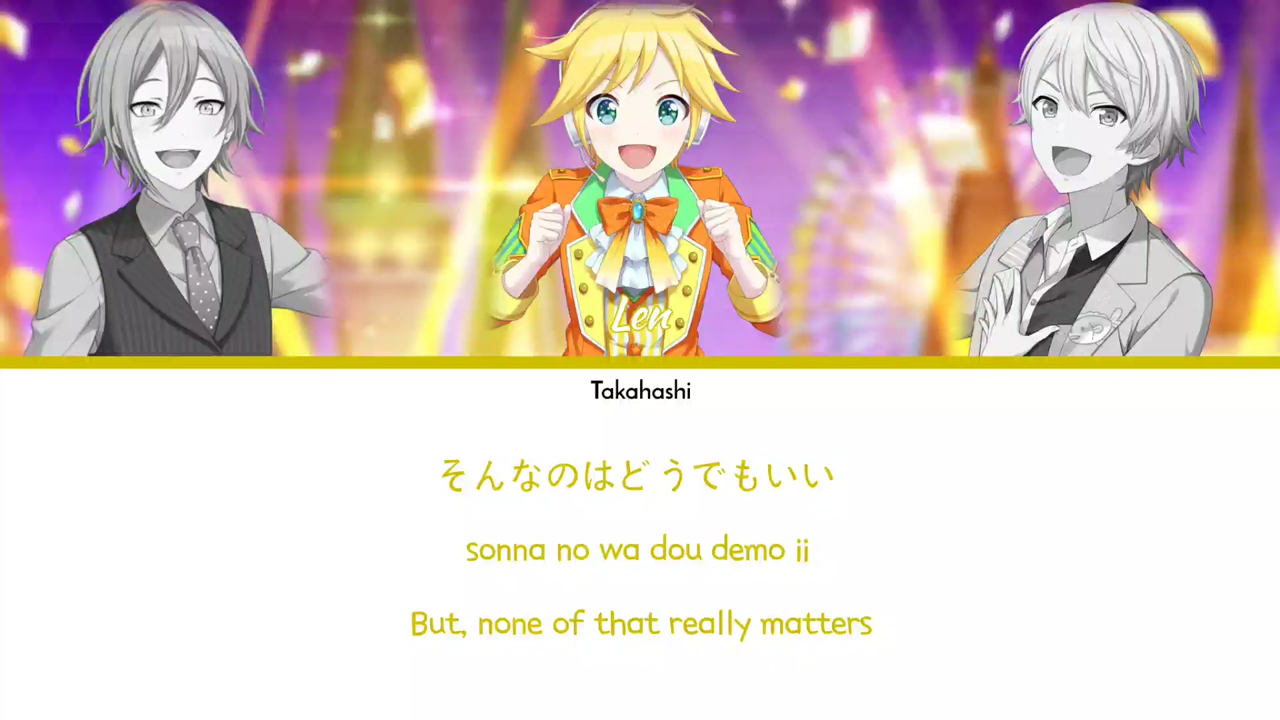 Len
Takahashi
そんなのはどうでもいい
sonna no wa dou demo ii
But, none of that really matters